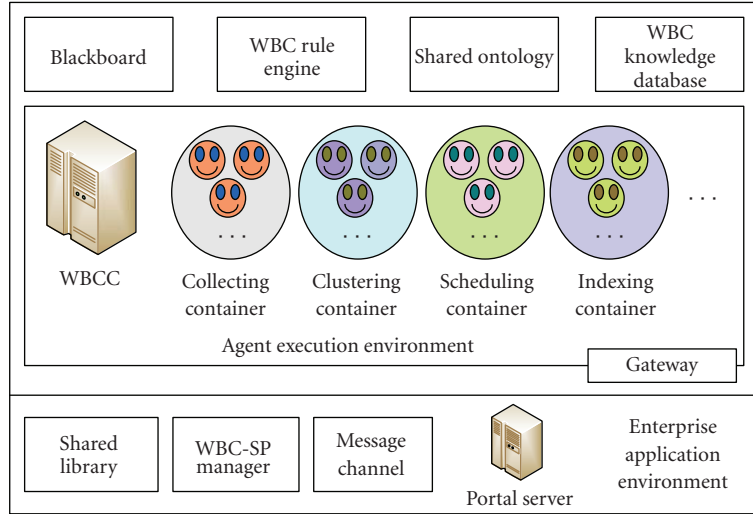 Blackboard
WBC rule
engine
Shared ontology
WBC
knowledge
database
WBCC
. . .
. . .
. . .
. . .
. . .
Collecting
container
Clustering
container
Scheduling
container
Indexing
container
Agent execution environment
Gateway
Shared
library
WBC-SP
manager
Message
channel
Portal server
Enterprise
application
environment